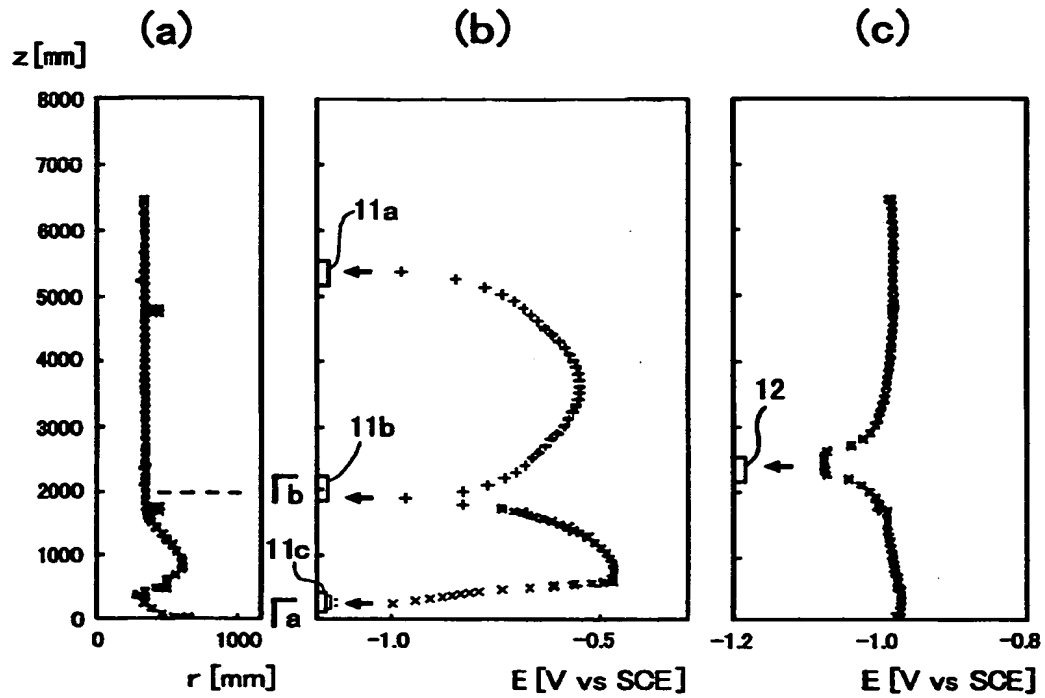 (a) (b) (c)
z [mm]
8000
7000
6000
5000
4000
3000
2000
1000
0
0 1000
r [mm]
Γb
Γa
11a
11b
11c
-1.0 -0.5
E [V vs SCE]
12
-1.2 -1.0 -0.8
E [V vs SCE]